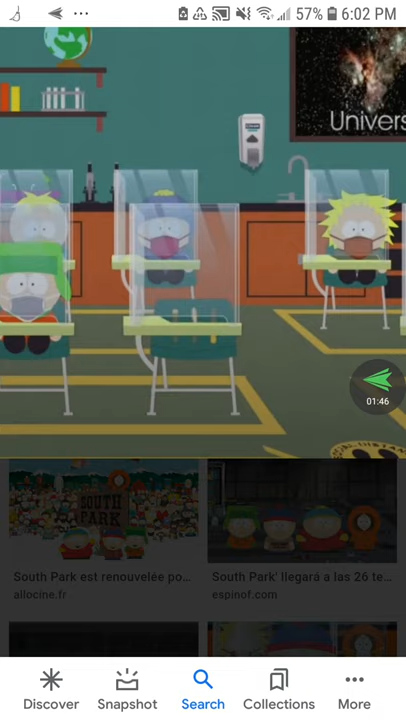 57% 6:02 PM
Univers
01:46
SOUTH
PARK
South Park est renouvelée po...
South Park' llegará a las 26 te...
allocine.fr
espinof.com
Discover Snapshot Search Collections More